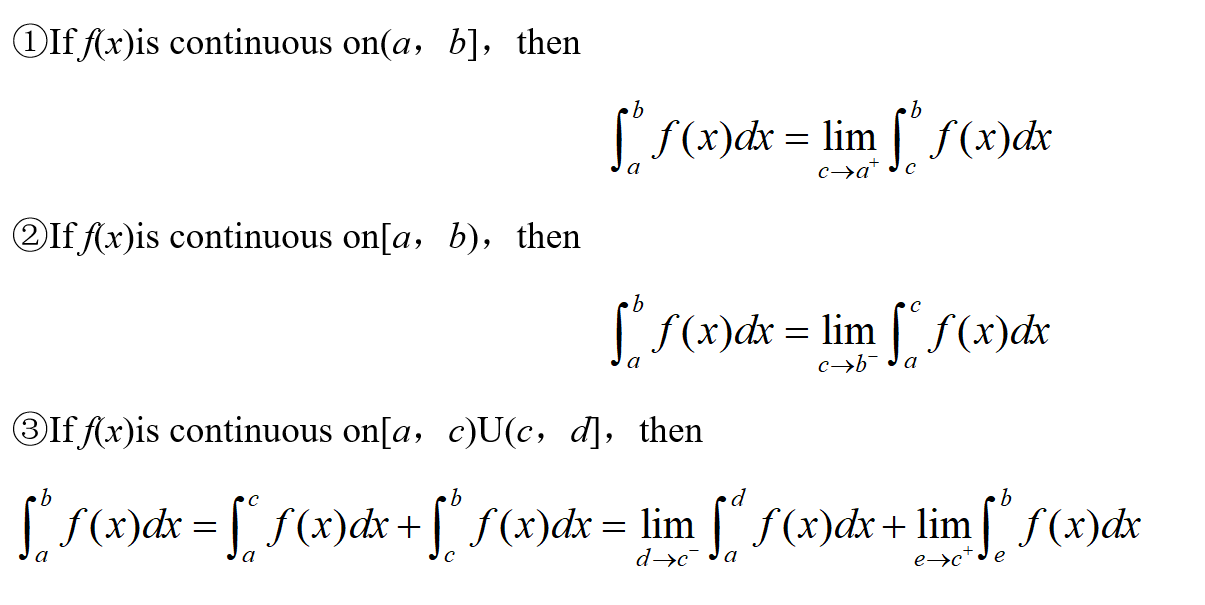 ①If f(x)is continuous on(a，b]，then
∫_a^b f(x)dx = lim_{c→a⁺} ∫_c^b f(x)dx
②If f(x)is continuous on[a，b)，then
∫_a^b f(x)dx = lim_{c→b⁻} ∫_a^c f(x)dx
③If f(x)is continuous on[a，c)U(c，d]，then
∫_a^b f(x)dx = ∫_a^c f(x)dx + ∫_c^b f(x)dx = lim_{d→c⁻} ∫_a^d f(x)dx + lim_{e→c⁺} ∫_e^b f(x)dx